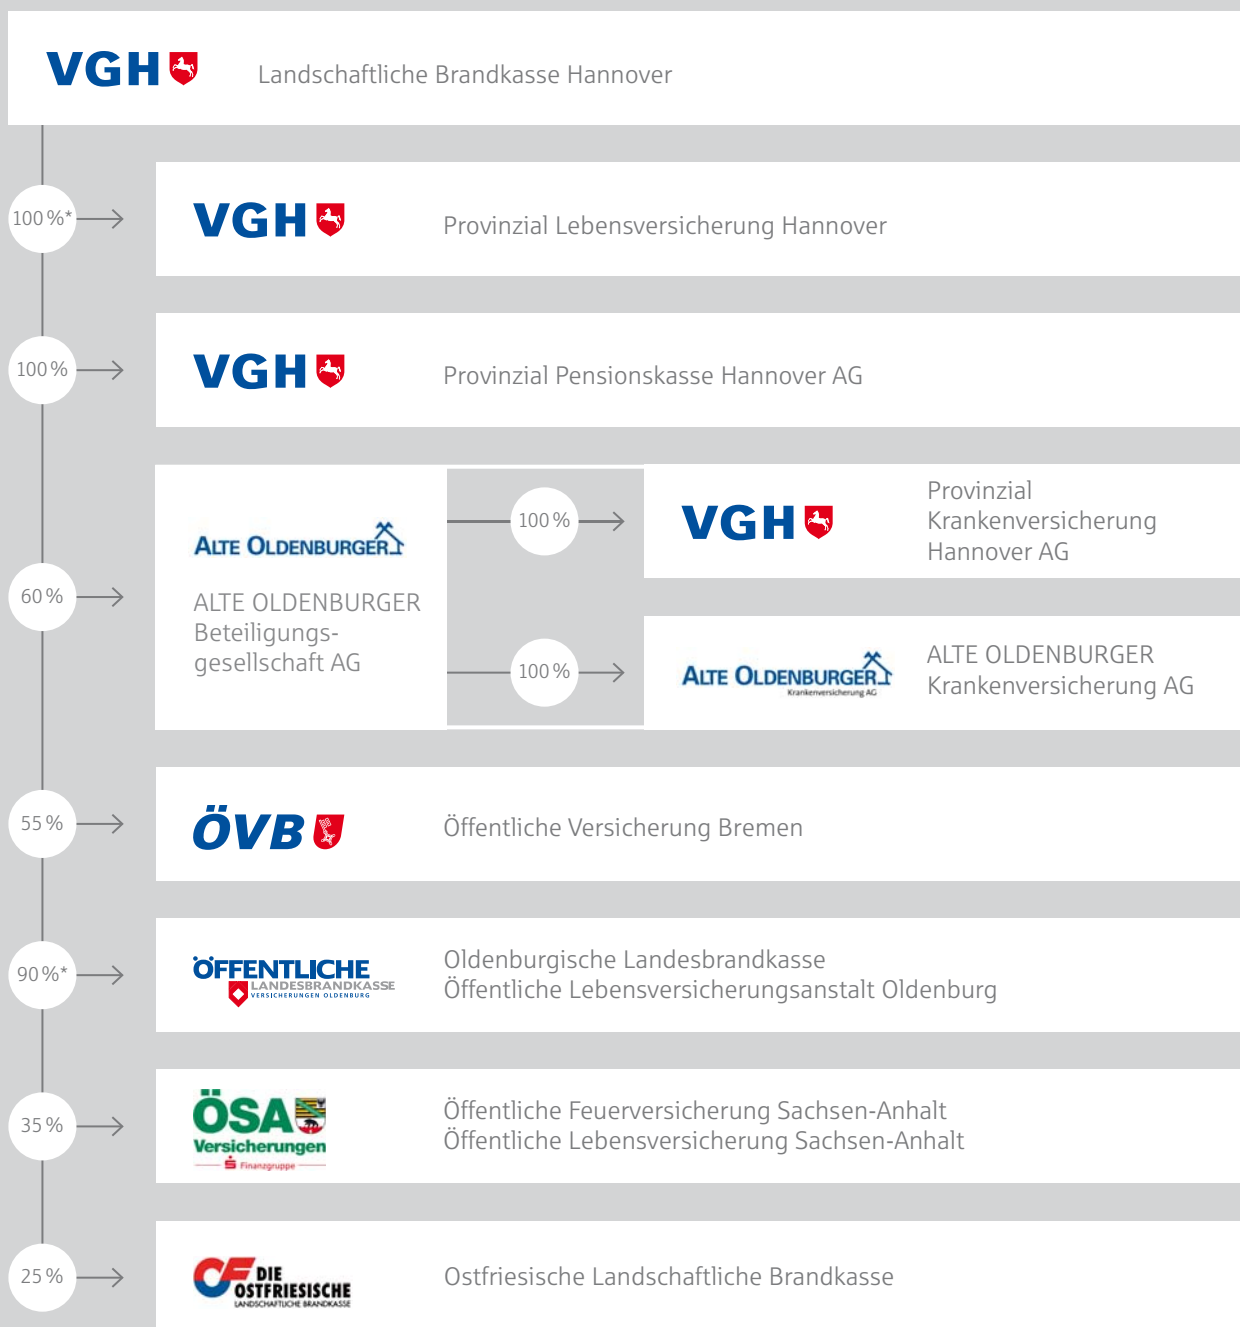 VGH
Landschaftliche Brandkasse Hannover
100 %*
VGH
Provinzial Lebensversicherung Hannover
100 %
VGH
Provinzial Pensionskasse Hannover AG
60 %
ALTE OLDENBURGER
ALTE OLDENBURGER
Beteiligungs-
gesellschaft AG
100 %
VGH
Provinzial
Krankenversicherung
Hannover AG
100 %
ALTE OLDENBURGER
Krankenversicherung AG
ALTE OLDENBURGER
Krankenversicherung AG
55 %
ÖVB
Öffentliche Versicherung Bremen
90 %*
ÖFFENTLICHE
LANDESBRANDKASSE
VERSICHERUNGEN OLDENBURG
Oldenburgische Landesbrandkasse
Öffentliche Lebensversicherungsanstalt Oldenburg
35 %
ÖSA
Versicherungen
Finanzgruppe
Öffentliche Feuerversicherung Sachsen-Anhalt
Öffentliche Lebensversicherung Sachsen-Anhalt
25 %
DIE
OSTFRIESISCHE
LANDSCHAFTLICHE BRANDKASSE
Ostfriesische Landschaftliche Brandkasse